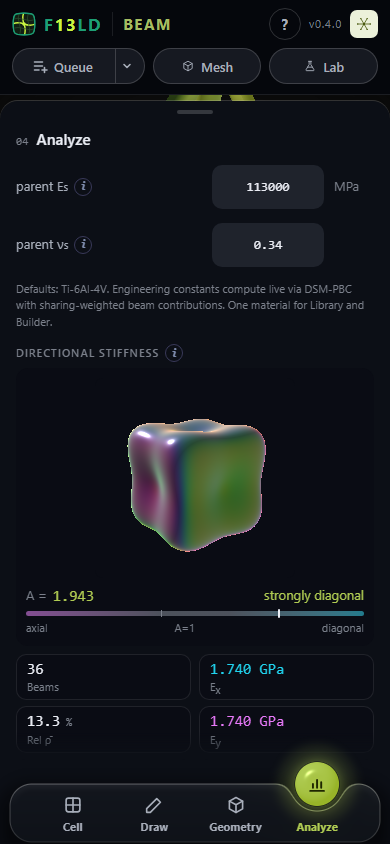 F13LD BEAM ? v0.4.0
Queue Mesh Lab
04 Analyze
parent Es i 113000 MPa
parent νs i 0.34
Defaults: Ti-6Al-4V. Engineering constants compute live via DSM-PBC
with sharing-weighted beam contributions. One material for Library and
Builder.
DIRECTIONAL STIFFNESS i
A = 1.943 strongly diagonal
axial A=1 diagonal
36 1.740 GPa
Beams Ex
13.3 % 1.740 GPa
Rel ρ̄ Ey
Cell Draw Geometry Analyze